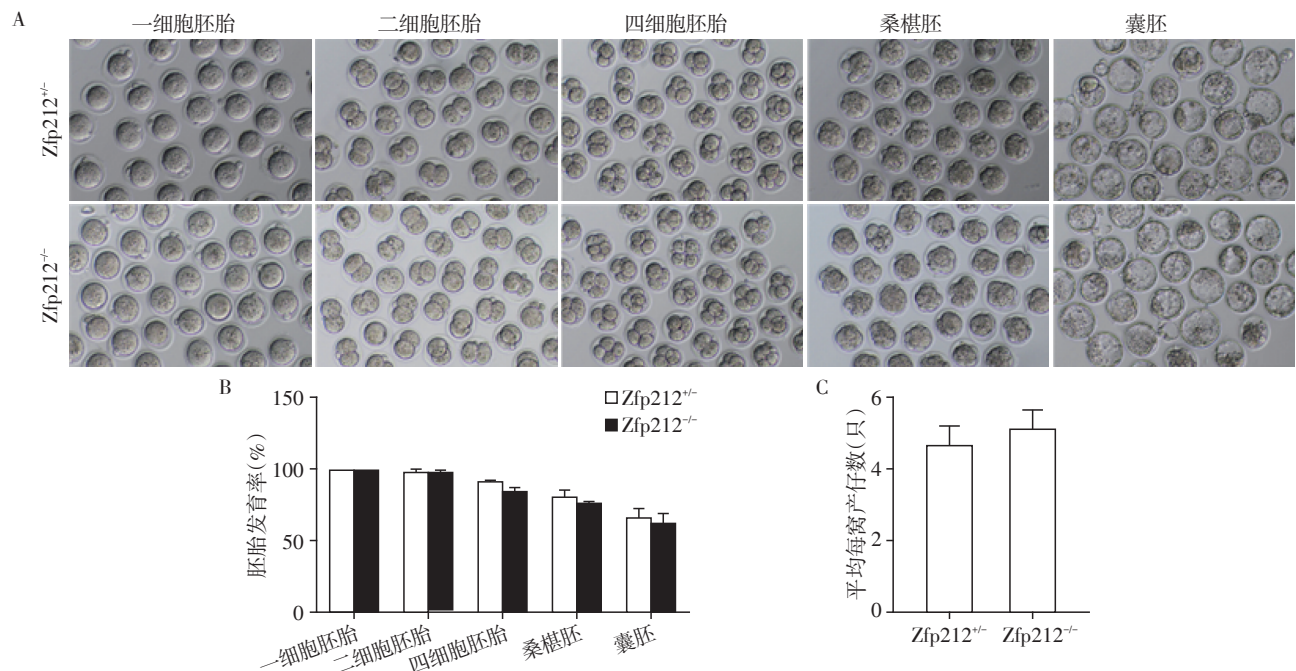 A
一细胞胚胎 二细胞胚胎 四细胞胚胎 桑椹胚 囊胚
Zfp212+/-
Zfp212-/-
B
150
100
50
0
胚胎发育率(%)
Zfp212+/-
Zfp212-/-
一细胞胚胎 二细胞胚胎 四细胞胚胎 桑椹胚 囊胚
C
6
4
2
0
平均每窝产仔数(只)
Zfp212+/- Zfp212-/-